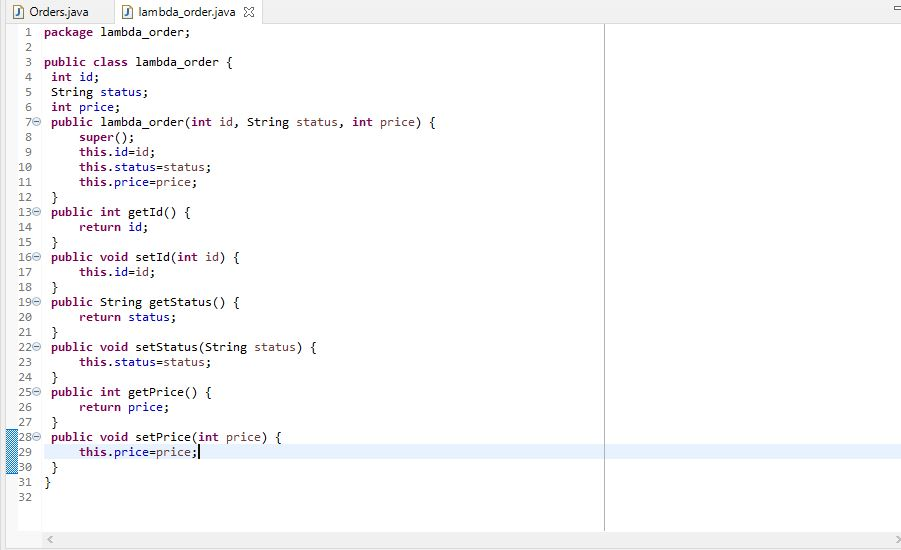 Orders.java lambda_order.java
1 package lambda_order;
2
3 public class lambda_order {
4 int id;
5 String status;
6 int price;
7 public lambda_order(int id, String status, int price) {
8 super();
9 this.id=id;
10 this.status=status;
11 this.price=price;
12 }
13 public int getId() {
14 return id;
15 }
16 public void setId(int id) {
17 this.id=id;
18 }
19 public String getStatus() {
20 return status;
21 }
22 public void setStatus(String status) {
23 this.status=status;
24 }
25 public int getPrice() {
26 return price;
27 }
28 public void setPrice(int price) {
29 this.price=price;
30 }
31 }
32